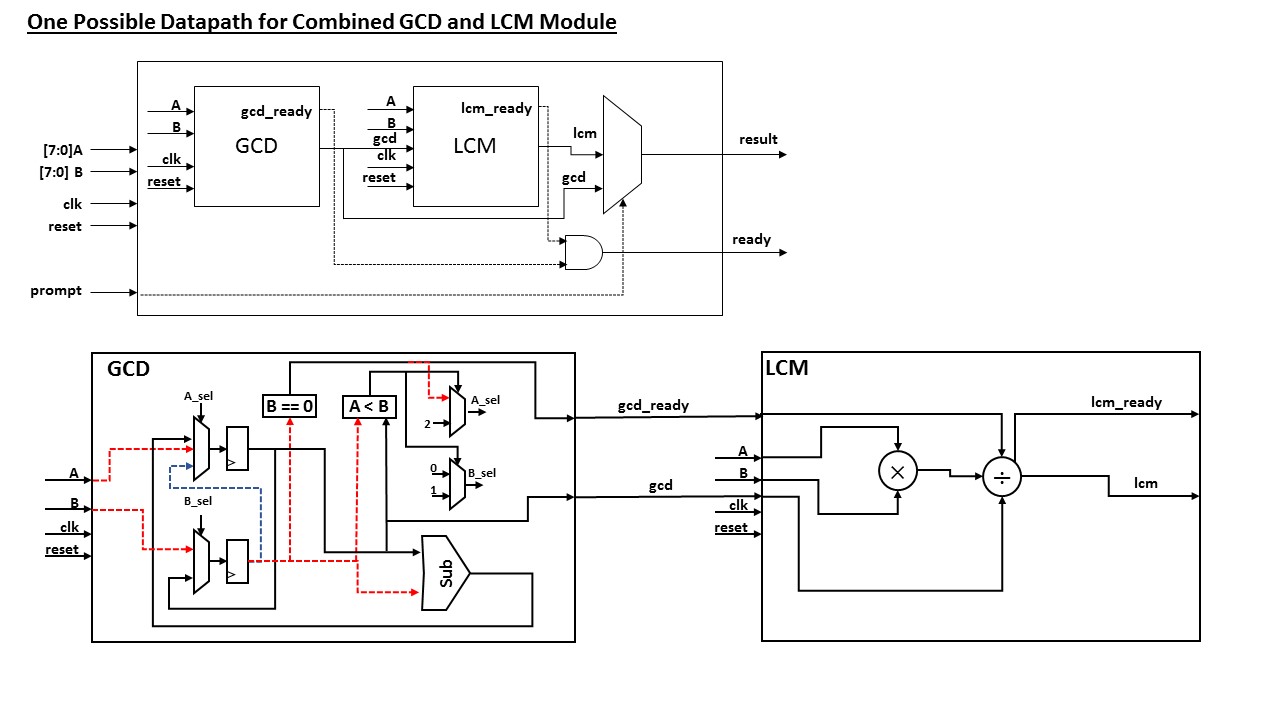 One Possible Datapath for Combined GCD and LCM Module
A
B
clk
reset
gcd_ready
GCD
A
B
gcd
clk
reset
lcm_ready
LCM
lcm
gcd
result
ready
[7:0]A
[7:0] B
clk
reset
prompt
GCD
A_sel
B == 0
A < B
A_sel
2
0
1
B_sel
B_sel
Sub
A
B
clk
reset
gcd_ready
gcd
LCM
A
B
clk
reset
×
÷
lcm_ready
lcm